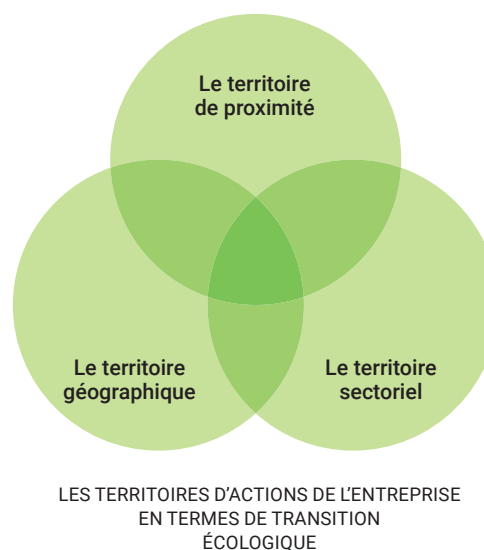 Le territoire
de proximité
Le territoire
géographique
Le territoire
sectoriel
LES TERRITOIRES D’ACTIONS DE L’ENTREPRISE
EN TERMES DE TRANSITION
ÉCOLOGIQUE